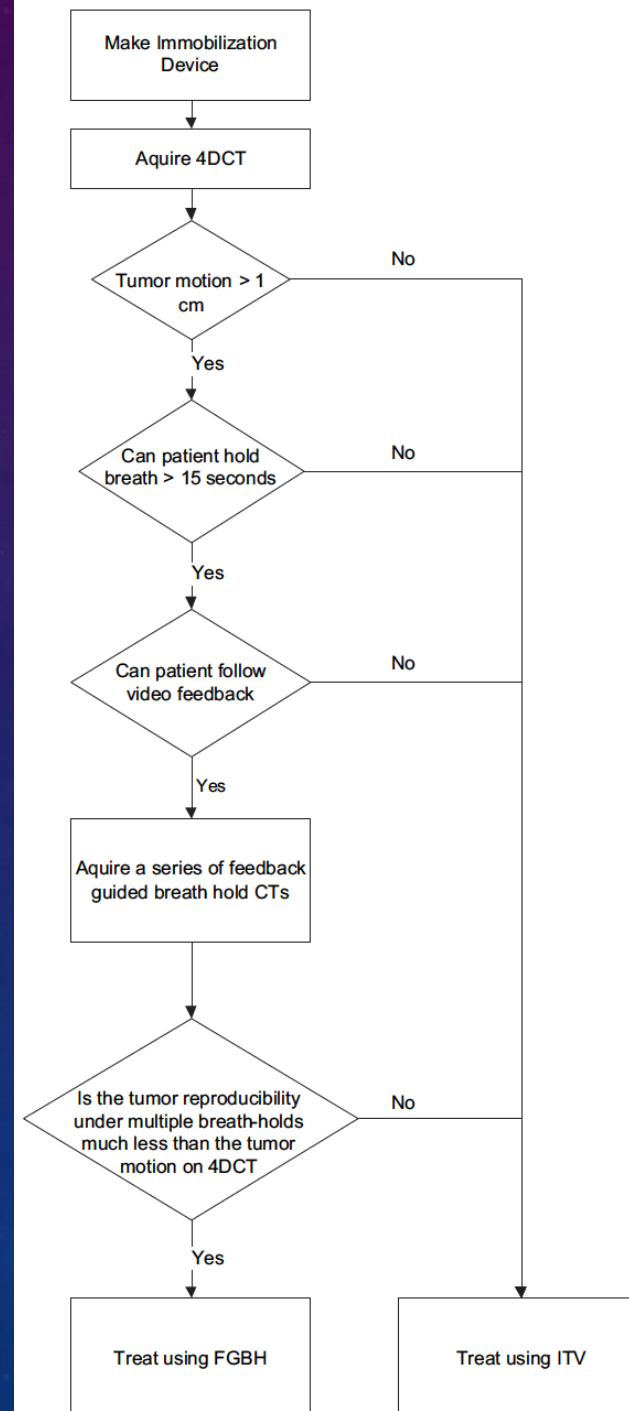 Make Immobilization
Device
Aquire 4DCT
Tumor motion > 1
cm
No
Yes
Can patient hold
breath > 15 seconds
No
Yes
Can patient follow
video feedback
No
Yes
Aquire a series of feedback
guided breath hold CTs
Is the tumor reproducibility
under multiple breath-holds
much less than the tumor
motion on 4DCT
No
Yes
Treat using FGBH
Treat using ITV